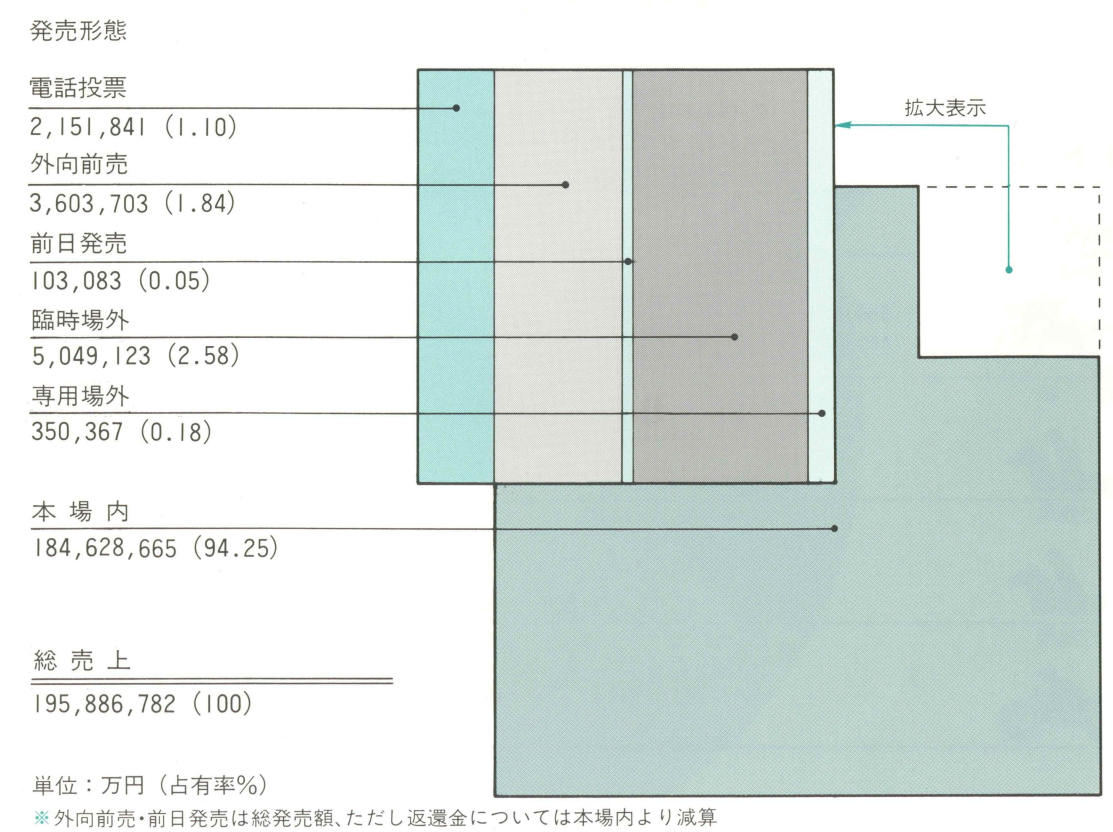 発売形態
電話投票
2,151,841（1.10）
外向前売
3,603,703（1.84）
前日発売
103,083（0.05）
臨時場外
5,049,123（2.58）
専用場外
350,367（0.18）
本場内
184,628,665（94.25）
総売上
195,886,782（100）
単位：万円（占有率%）
※外向前売・前日発売は総発売額、ただし返還金については本場内より減算
拡大表示